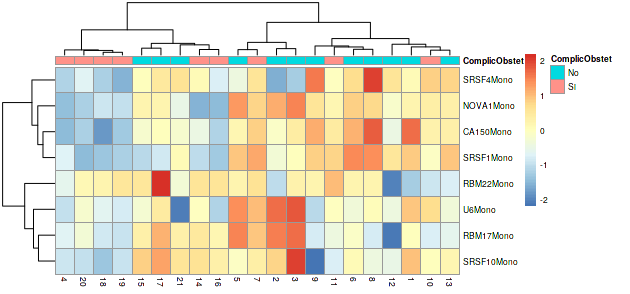 ComplicObstet
SRSF4Mono
NOVA1Mono
CA150Mono
SRSF1Mono
RBM22Mono
U6Mono
RBM17Mono
SRSF10Mono
4 20 18 19 15 17 21 14 16 5 7 2 3 9 11 6 8 12 1 10 13
2
1
0
-1
-2
ComplicObstet
No
SI